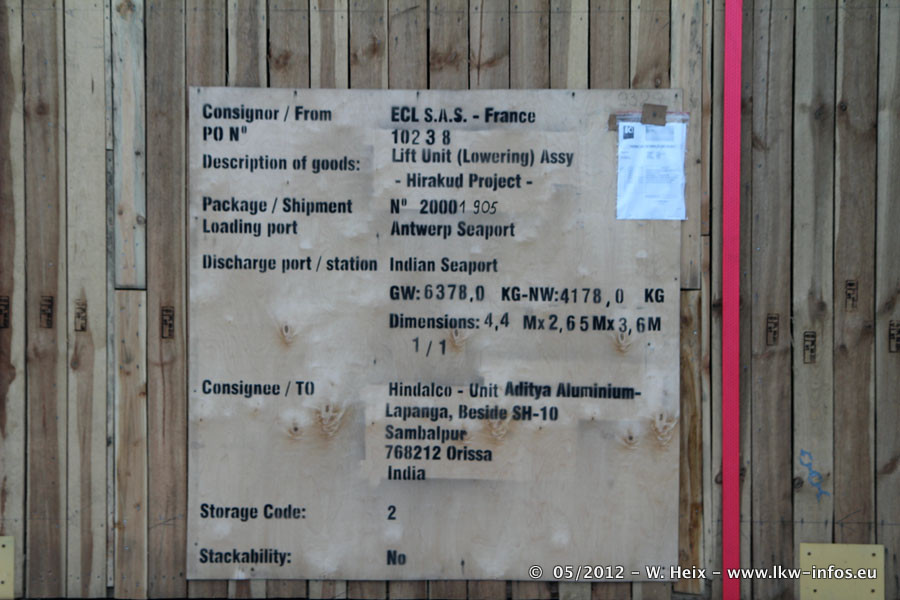 Consignor / From ECL S.A.S. - France
PO Nº 10238
Description of goods: Lift Unit (Lowering) Assy
- Hirakud Project -
Package / Shipment Nº 20001905
Loading port Antwerp Seaport
Discharge port / station Indian Seaport
GW: 6378,0 KG-NW: 4178,0 KG
Dimensions: 4,4 Mx 2,65 Mx 3,6M
1/1
Consignee / TO Hindalco - Unit Aditya Aluminium-
Lapanga, Beside SH-10
Sambalpur
768212 Orissa
India
Storage Code: 2
Stackability: No
© 05/2012 - W. Heix - www.lkw-infos.eu